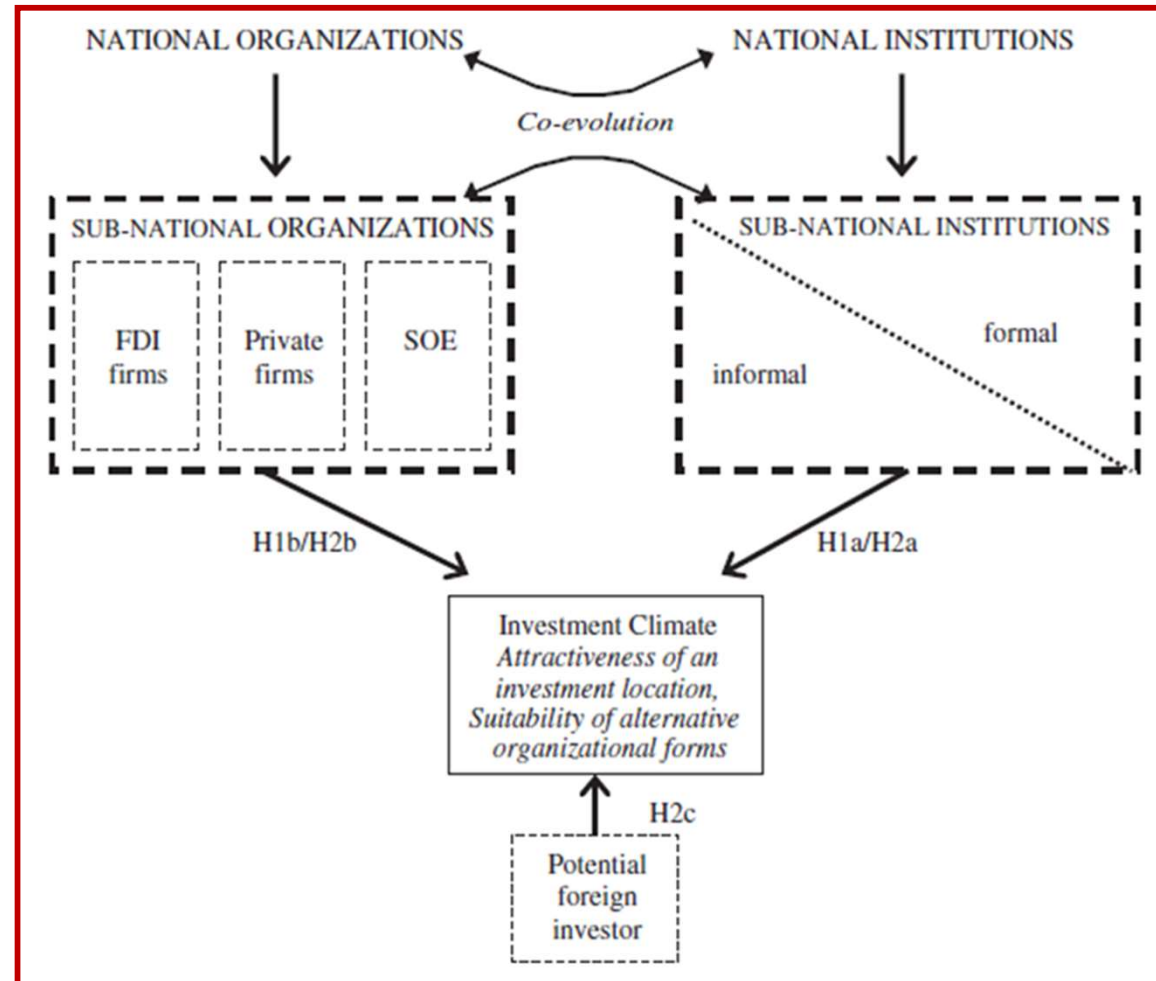 NATIONAL ORGANIZATIONS
NATIONAL INSTITUTIONS
Co-evolution
SUB-NATIONAL ORGANIZATIONS
SUB-NATIONAL INSTITUTIONS
FDI
firms
Private
firms
SOE
formal
informal
H1b/H2b
H1a/H2a
Investment Climate
Attractiveness of an
investment location,
Suitability of alternative
organizational forms
H2c
Potential
foreign
investor